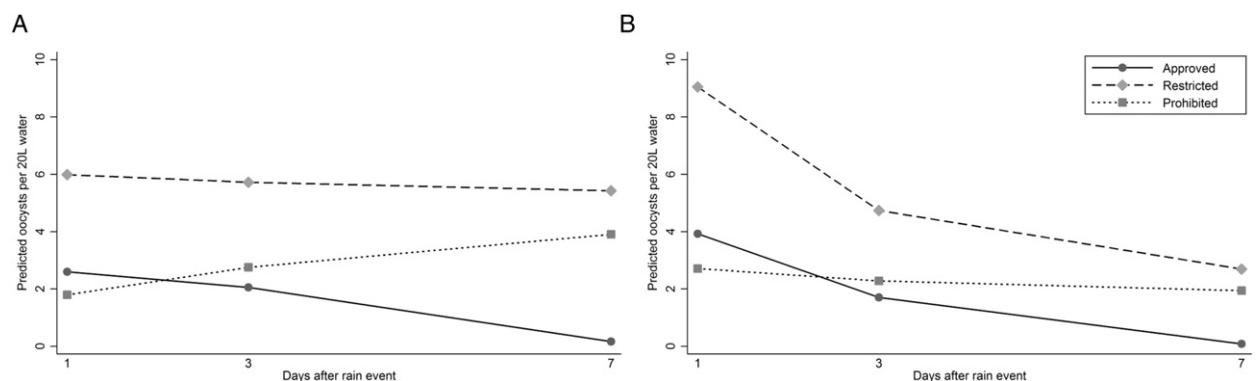 A
Predicted oocysts per 20L water
10
8
6
4
2
0
1
3
7
Days after rain event
B
Predicted oocysts per 20L water
10
8
6
4
2
0
1
3
7
Days after rain event
Approved
Restricted
Prohibited